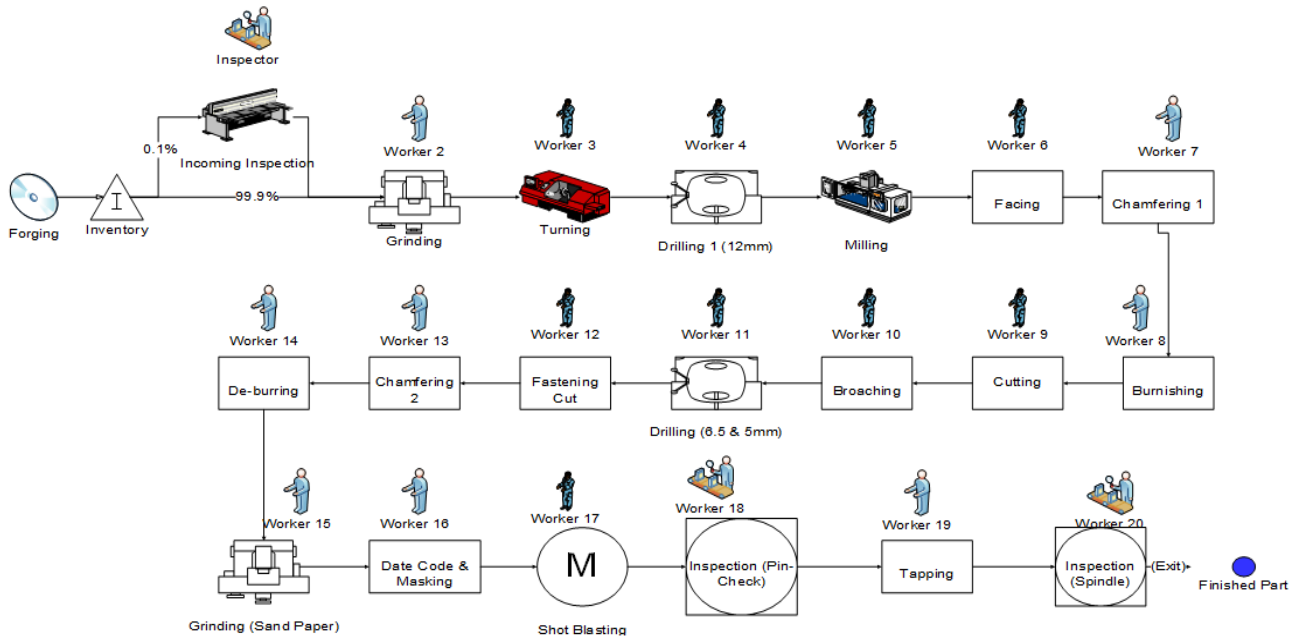 Inspector
0.1%
Incoming Inspection
99.9%
Forging
I
Inventory
Worker 2
Grinding
Worker 3
Turning
Worker 4
Drilling 1 (12mm)
Worker 5
Milling
Worker 6
Facing
Worker 7
Chamfering 1
Worker 14
De-burring
Worker 13
Chamfering
2
Worker 12
Fastening
Cut
Worker 11
Drilling (6.5 & 5mm)
Worker 10
Broaching
Worker 9
Cutting
Worker 8
Burnishing
Worker 15
Grinding (Sand Paper)
Worker 16
Date Code &
Masking
Worker 17
M
Shot Blasting
Worker 18
Inspection (Pin-
Check)
Worker 19
Tapping
Worker 20
Inspection
(Spindle)
(Exit)
Finished Part